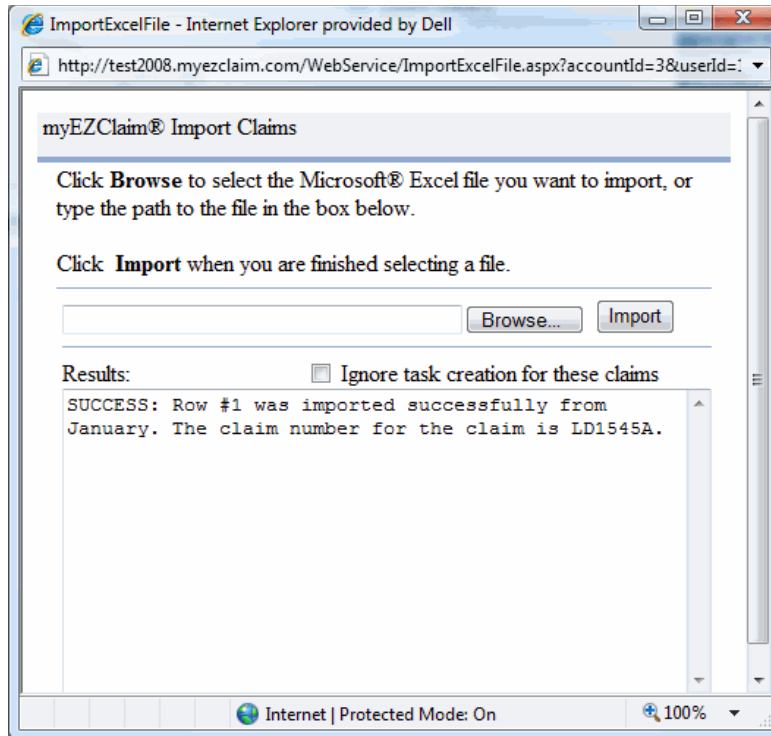 ImportExcelFile - Internet Explorer provided by Dell
http://test2008.myezclaim.com/WebService/ImportExcelFile.aspx?accountId=3&userId=
myEZClaim® Import Claims
Click Browse to select the Microsoft® Excel file you want to import, or
type the path to the file in the box below.
Click Import when you are finished selecting a file.
Browse... Import
Results: Ignore task creation for these claims
SUCCESS: Row #1 was imported successfully from
January. The claim number for the claim is LD1545A.
Internet | Protected Mode: On 100%